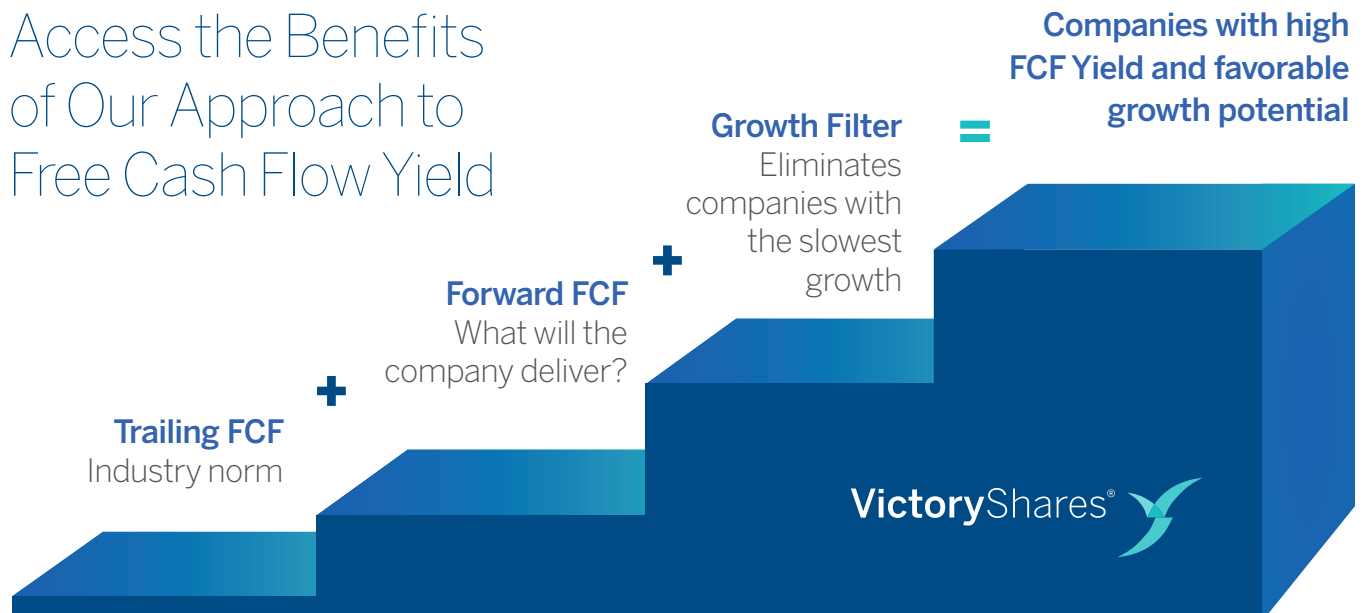 Access the Benefits
of Our Approach to
Free Cash Flow Yield
Trailing FCF
Industry norm
+
Forward FCF
What will the
company deliver?
+
Growth Filter
Eliminates
companies with
the slowest
growth
=
Companies with high
FCF Yield and favorable
growth potential
VictoryShares®